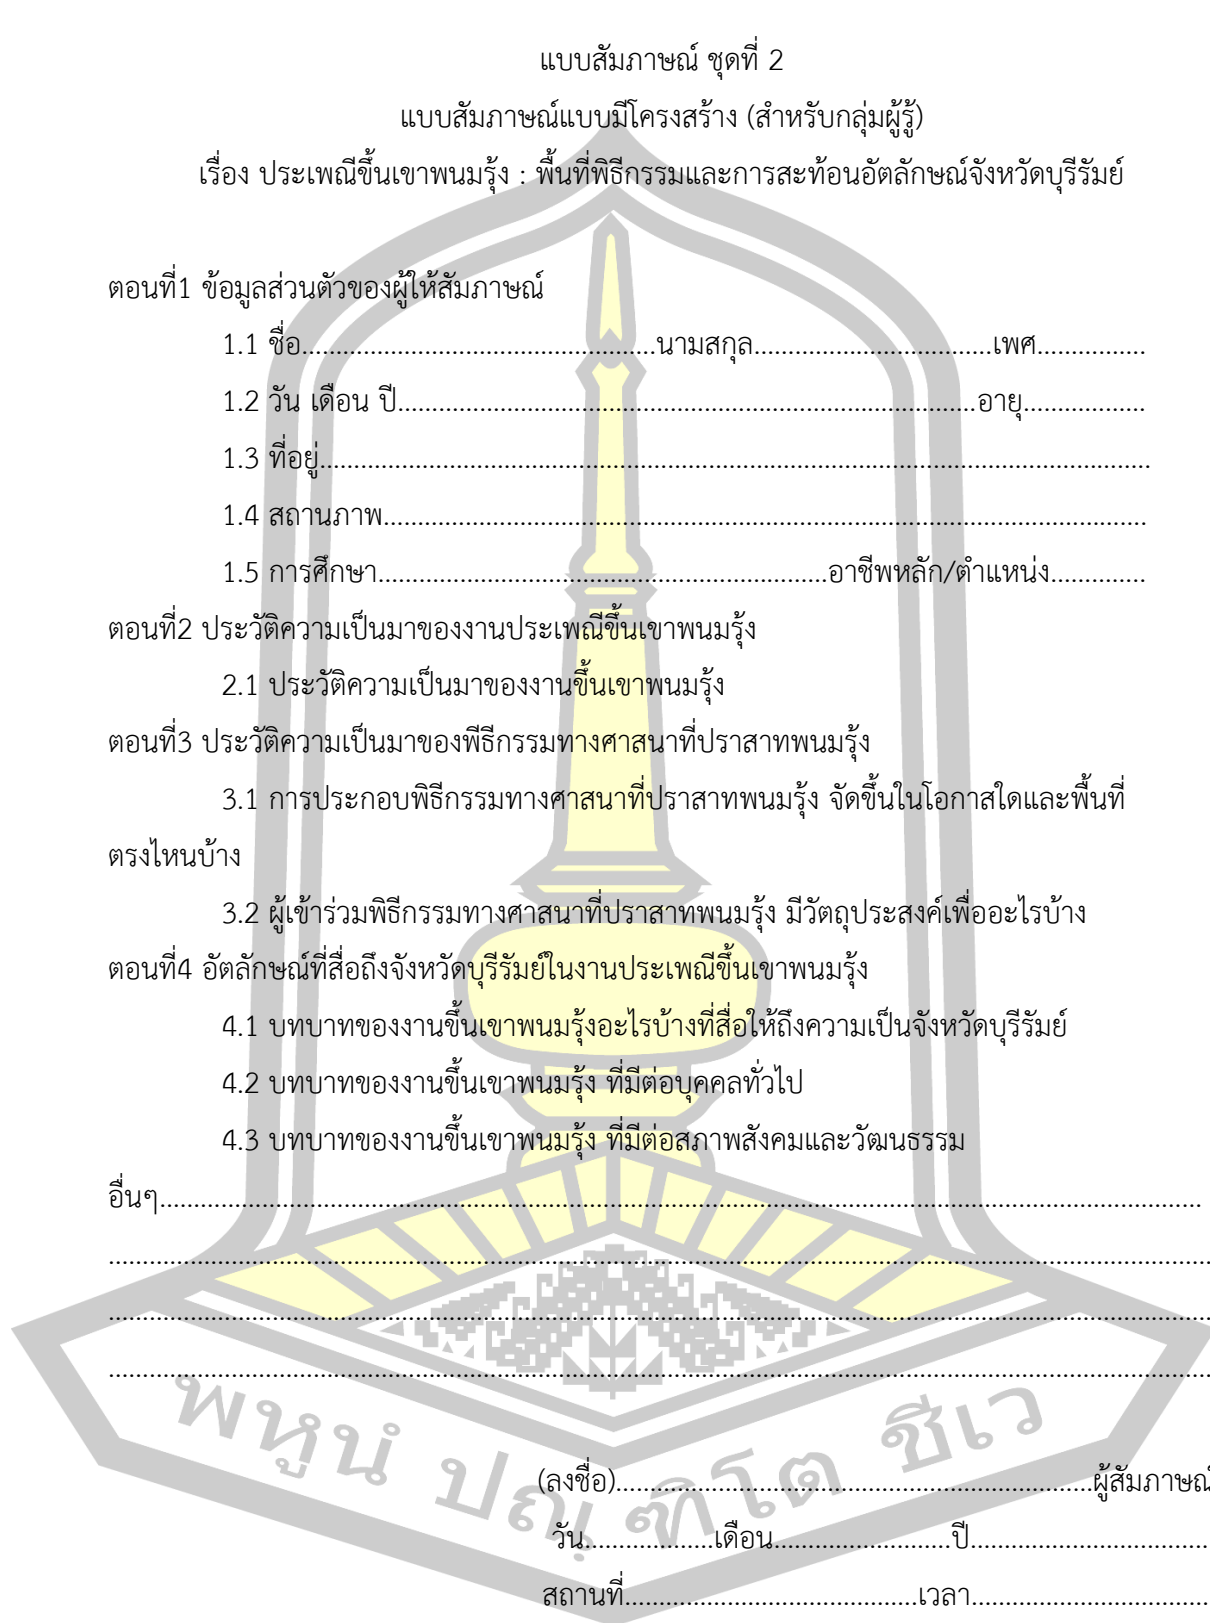 แบบสัมภาษณ์ ชุดที่ 2
แบบสัมภาษณ์แบบมีโครงสร้าง (สำหรับกลุ่มผู้รู้)
เรื่อง ประเพณีขึ้นเขาพนมรุ้ง : พื้นที่พิธีกรรมและการสะท้อนอัตลักษณ์จังหวัดบุรีรัมย์
ตอนที่1 ข้อมูลส่วนตัวของผู้ให้สัมภาษณ์
1.1 ชื่อ....................................................นามสกุล...................................เพศ................
1.2 วัน เดือน ปี.....................................................................................อายุ..................
1.3 ที่อยู่..........................................................................................................................
1.4 สถานภาพ................................................................................................................
1.5 การศึกษา..................................................................อาชีพหลัก/ตำแหน่ง..............
ตอนที่2 ประวัติความเป็นมาของงานประเพณีขึ้นเขาพนมรุ้ง
2.1 ประวัติความเป็นมาของงานขึ้นเขาพนมรุ้ง
ตอนที่3 ประวัติความเป็นมาของพีธีกรรมทางศาสนาที่ปราสาทพนมรุ้ง
3.1 การประกอบพิธีกรรมทางศาสนาที่ปราสาทพนมรุ้ง จัดขึ้นในโอกาสใดและพื้นที่
ตรงไหนบ้าง
3.2 ผู้เข้าร่วมพิธีกรรมทางศาสนาที่ปราสาทพนมรุ้ง มีวัตถุประสงค์เพื่ออะไรบ้าง
ตอนที่4 อัตลักษณ์ที่สื่อถึงจังหวัดบุรีรัมย์ในงานประเพณีขึ้นเขาพนมรุ้ง
4.1 บทบาทของงานขึ้นเขาพนมรุ้งอะไรบ้างที่สื่อให้ถึงความเป็นจังหวัดบุรีรัมย์
4.2 บทบาทของงานขึ้นเขาพนมรุ้ง ที่มีต่อบุคคลทั่วไป
4.3 บทบาทของงานขึ้นเขาพนมรุ้ง ที่มีต่อสภาพสังคมและวัฒนธรรม
อื่นๆ.........................................................................................................................................................
..................................................................................................................................................................
..................................................................................................................................................................
..................................................................................................................................................................
(ลงชื่อ)......................................................................ผู้สัมภาษณ์
วัน...................เดือน..........................ปี...................................
สถานที่...........................................เวลา...................................
พหูนํ ปณฺฑิโต ชีเว